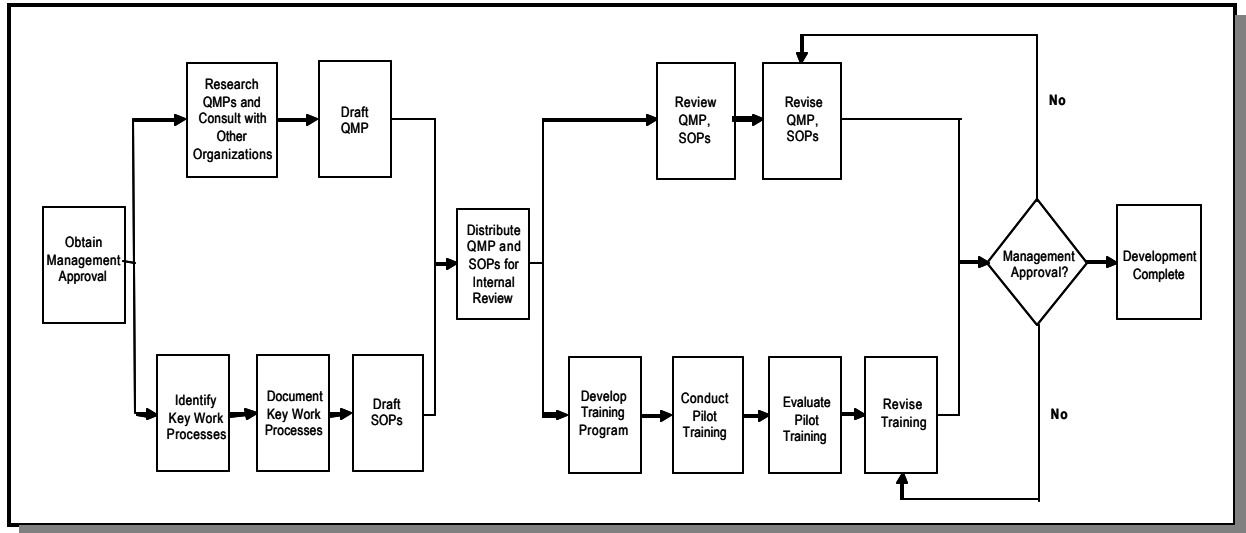 Obtain
Management
Approval
Research
QMPs and
Consult with
Other
Organizations
Draft
QMP
Identify
Key Work
Processes
Document
Key Work
Processes
Draft
SOPs
Distribute
QMP and
SOPs for
Internal
Review
Review
QMP,
SOPs
Revise
QMP,
SOPs
Develop
Training
Program
Conduct
Pilot
Training
Evaluate
Pilot
Training
Revise
Training
No
Management
Approval?
No
Development
Complete